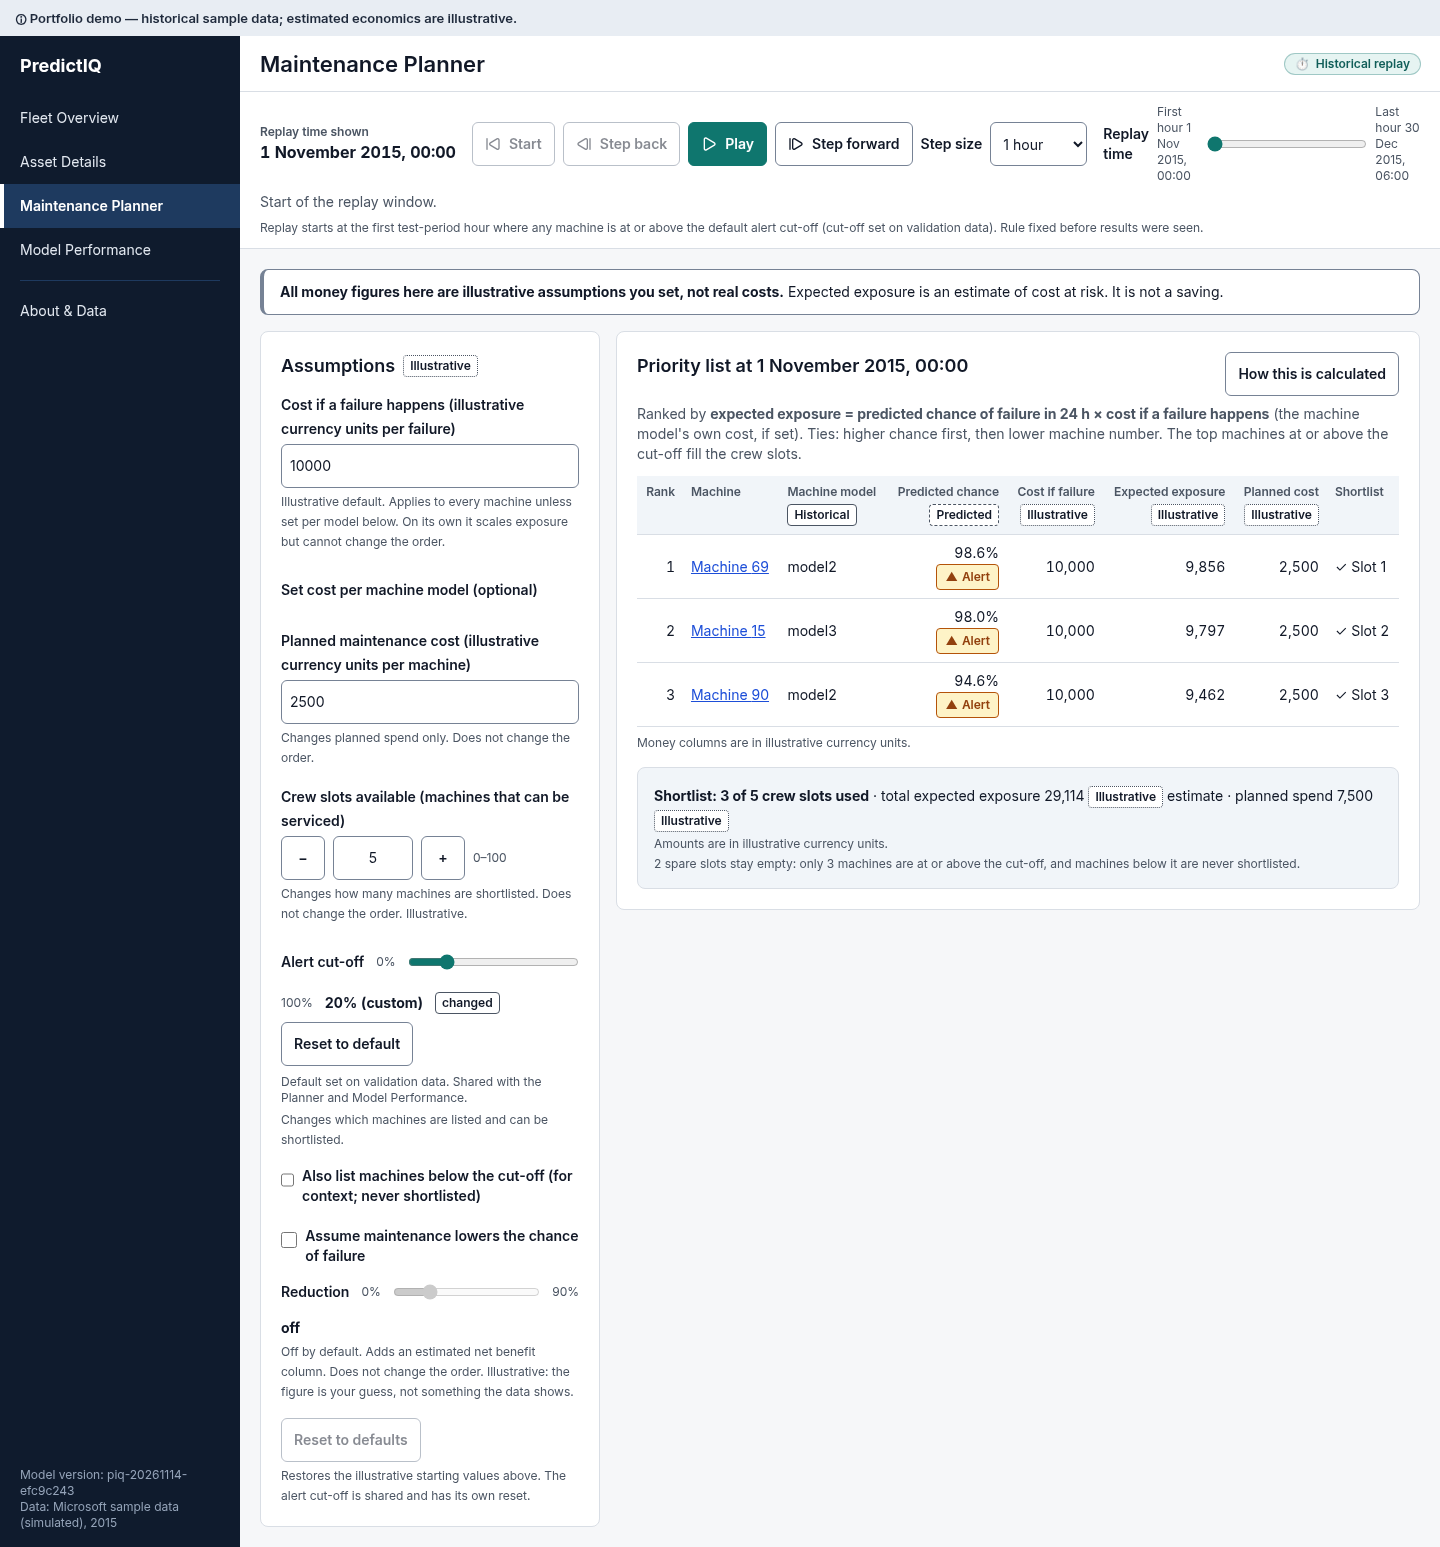 Portfolio demo — historical sample data; estimated economics are illustrative.
PredictIQ
Fleet Overview
Asset Details
Maintenance Planner
Model Performance
About & Data
Model version: piq-20261114-
efc9c243
Data: Microsoft sample data
(simulated), 2015
Maintenance Planner
Historical replay
Replay time shown
1 November 2015, 00:00
Start
Step back
Play
Step forward
Step size
1 hour
Replay
time
First
hour 1
Nov
2015,
00:00
Last
hour 30
Dec
2015,
06:00
Start of the replay window.
Replay starts at the first test-period hour where any machine is at or above the default alert cut-off (cut-off set on validation data). Rule fixed before results were seen.
All money figures here are illustrative assumptions you set, not real costs. Expected exposure is an estimate of cost at risk. It is not a saving.
Assumptions Illustrative
Cost if a failure happens (illustrative
currency units per failure)
10000
Illustrative default. Applies to every machine unless
set per model below. On its own it scales exposure
but cannot change the order.
Set cost per machine model (optional)
Planned maintenance cost (illustrative
currency units per machine)
2500
Changes planned spend only. Does not change the
order.
Crew slots available (machines that can be
serviced)
− 5 + 0–100
Changes how many machines are shortlisted. Does
not change the order. Illustrative.
Alert cut-off 0%
100% 20% (custom) changed
Reset to default
Default set on validation data. Shared with the
Planner and Model Performance.
Changes which machines are listed and can be
shortlisted.
Also list machines below the cut-off (for
context; never shortlisted)
Assume maintenance lowers the chance
of failure
Reduction 0% 90%
off
Off by default. Adds an estimated net benefit
column. Does not change the order. Illustrative: the
figure is your guess, not something the data shows.
Reset to defaults
Restores the illustrative starting values above. The
alert cut-off is shared and has its own reset.
Priority list at 1 November 2015, 00:00
How this is calculated
Ranked by expected exposure = predicted chance of failure in 24 h × cost if a failure happens (the machine
model's own cost, if set). Ties: higher chance first, then lower machine number. The top machines at or above the
cut-off fill the crew slots.
Rank Machine Machine model Predicted chance Cost if failure Expected exposure Planned cost Shortlist
Historical Predicted Illustrative Illustrative Illustrative
1 Machine 69 model2 98.6% 10,000 9,856 2,500 ✓ Slot 1
▲ Alert
2 Machine 15 model3 98.0% 10,000 9,797 2,500 ✓ Slot 2
▲ Alert
3 Machine 90 model2 94.6% 10,000 9,462 2,500 ✓ Slot 3
▲ Alert
Money columns are in illustrative currency units.
Shortlist: 3 of 5 crew slots used · total expected exposure 29,114 Illustrative estimate · planned spend 7,500
Illustrative
Amounts are in illustrative currency units.
2 spare slots stay empty: only 3 machines are at or above the cut-off, and machines below it are never shortlisted.